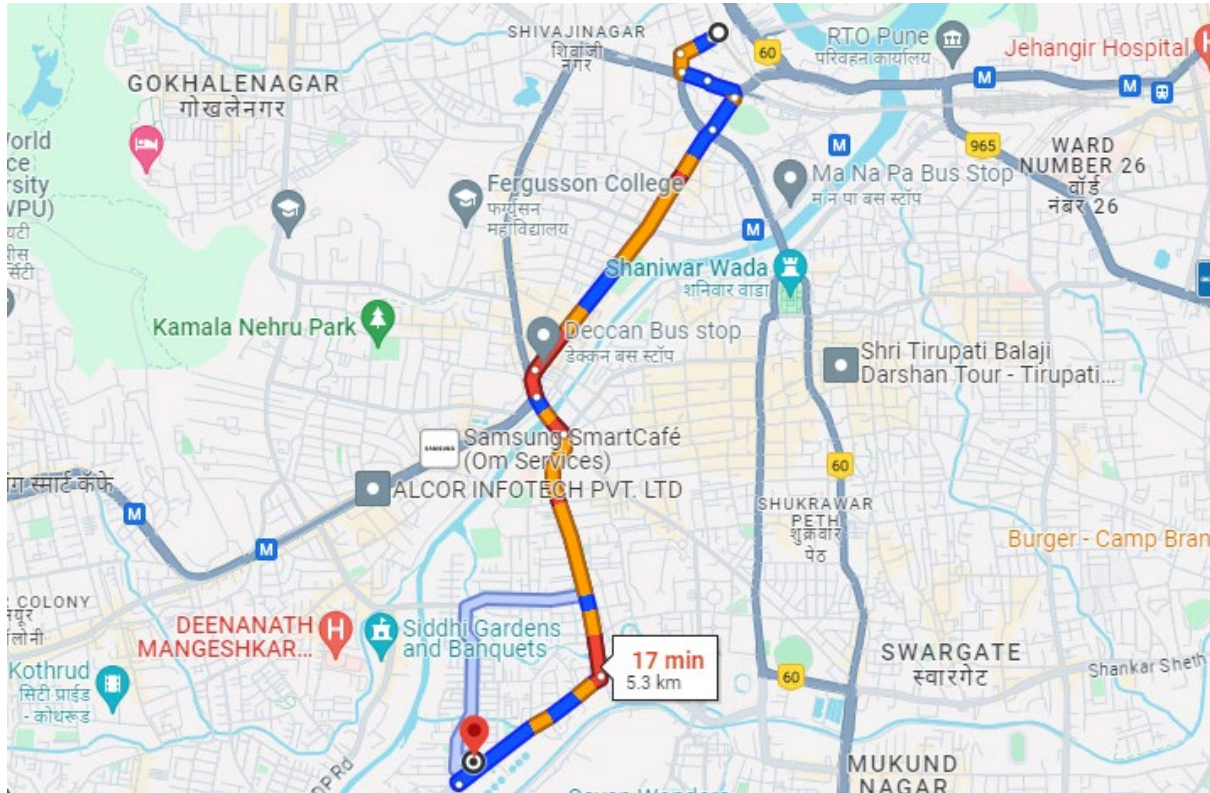 SHIVAJINAGAR
शिवाजी
नगर
60
RTO Pune
परिवहन कार्यालय
Jehangir Hospital
H
M
M
GOKHALENAGAR
गोखलेनगर
965
WARD
NUMBER 26
वॉर्ड
नंबर 26
M
Ma Na Pa Bus Stop
म न पा बस स्टॉप
WPU)
Fergusson College
फर्ग्युसन
महाविद्यालय
M
Shaniwar Wada
शनिवार वाडा
Kamala Nehru Park
Deccan Bus stop
डेक्कन बस स्टॉप
Shri Tirupati Balaji
Darshan Tour - Tirupati...
SAMSUNG
Samsung SmartCafé
(Om Services)
स्मार्ट कॅफे
ALCOR INFOTECH PVT. LTD
60
M
M
SHUKRAWAR
PETH
शुक्रवार
पेठ
Burger - Camp Bran
COLONY
DEENANATH
MANGESHKAR...
H
Siddhi Gardens
and Banquets
17 min
5.3 km
SWARGATE
स्वारगेट
Shankar Sheth
60
Kothrud
सिटी प्राईड
- कोथरूड
DP Rd
MUKUND
NAGAR